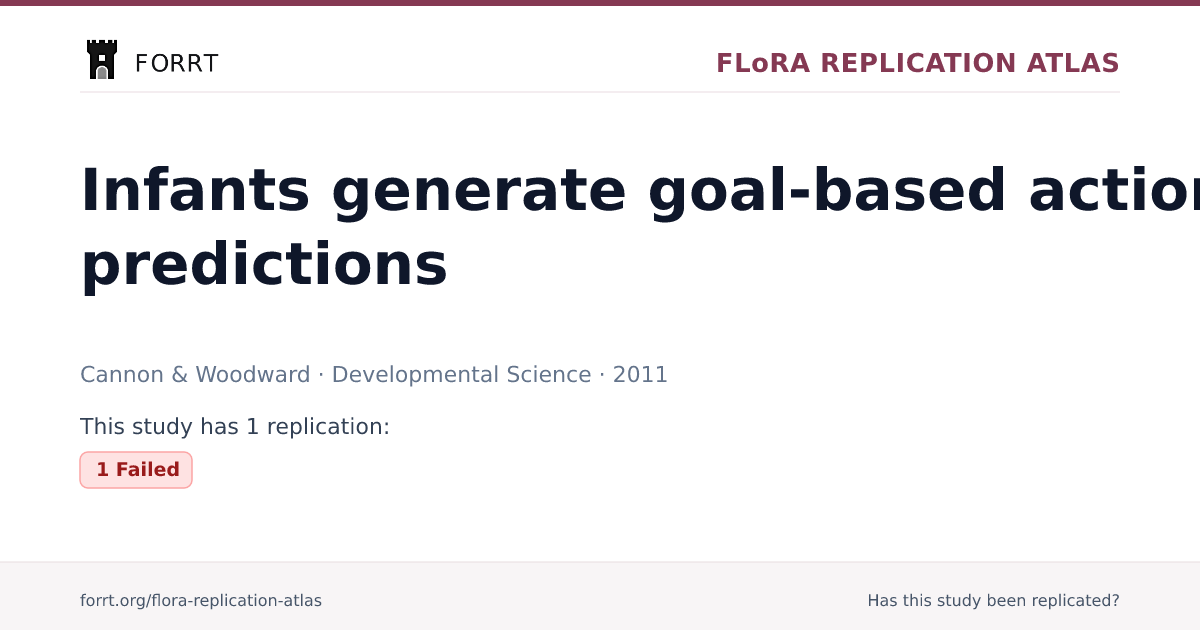 FORRT
FLoRA REPLICATION ATLAS
Infants generate goal-based action
predictions
Cannon & Woodward · Developmental Science · 2011
This study has 1 replication:
1 Failed
forrt.org/flora-replication-atlas
Has this study been replicated?